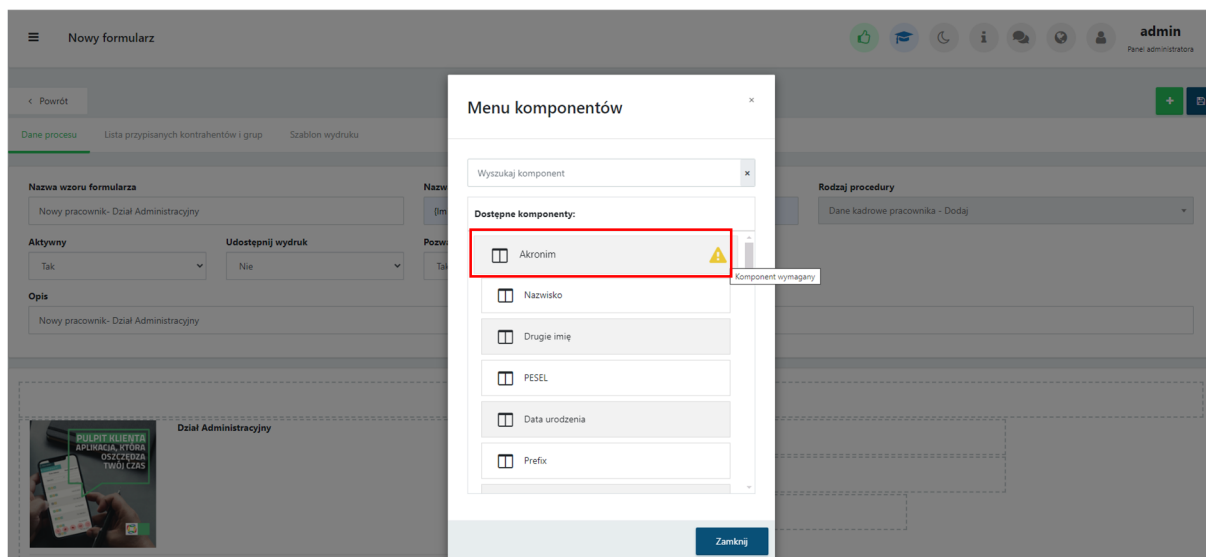 Nowy formularz
admin
Panel administratora
Powrót
Menu komponentów
Dane procesu
Lista przypisanych kontrahentów i grup
Szablon wydruku
Wyszukaj komponent
Nazwa wzoru formularza
Rodzaj procedury
Nowy pracownik- Dział Administracyjny
Dane kadrowe pracownika - Dodaj
Dostępne komponenty:
Aktywny
Udostępnij wydruk
Tak
Nie
Akronim
Komponent wymagany
Opis
Nowy pracownik- Dział Administracyjny
Nazwisko
Drugie imię
PESEL
Data urodzenia
Prefix
Dział Administracyjny
PULPIT KLIENTA
APLIKACJA, KTÓRA
OSZCZĘDZA
TWÓJ CZAS
Zamknij